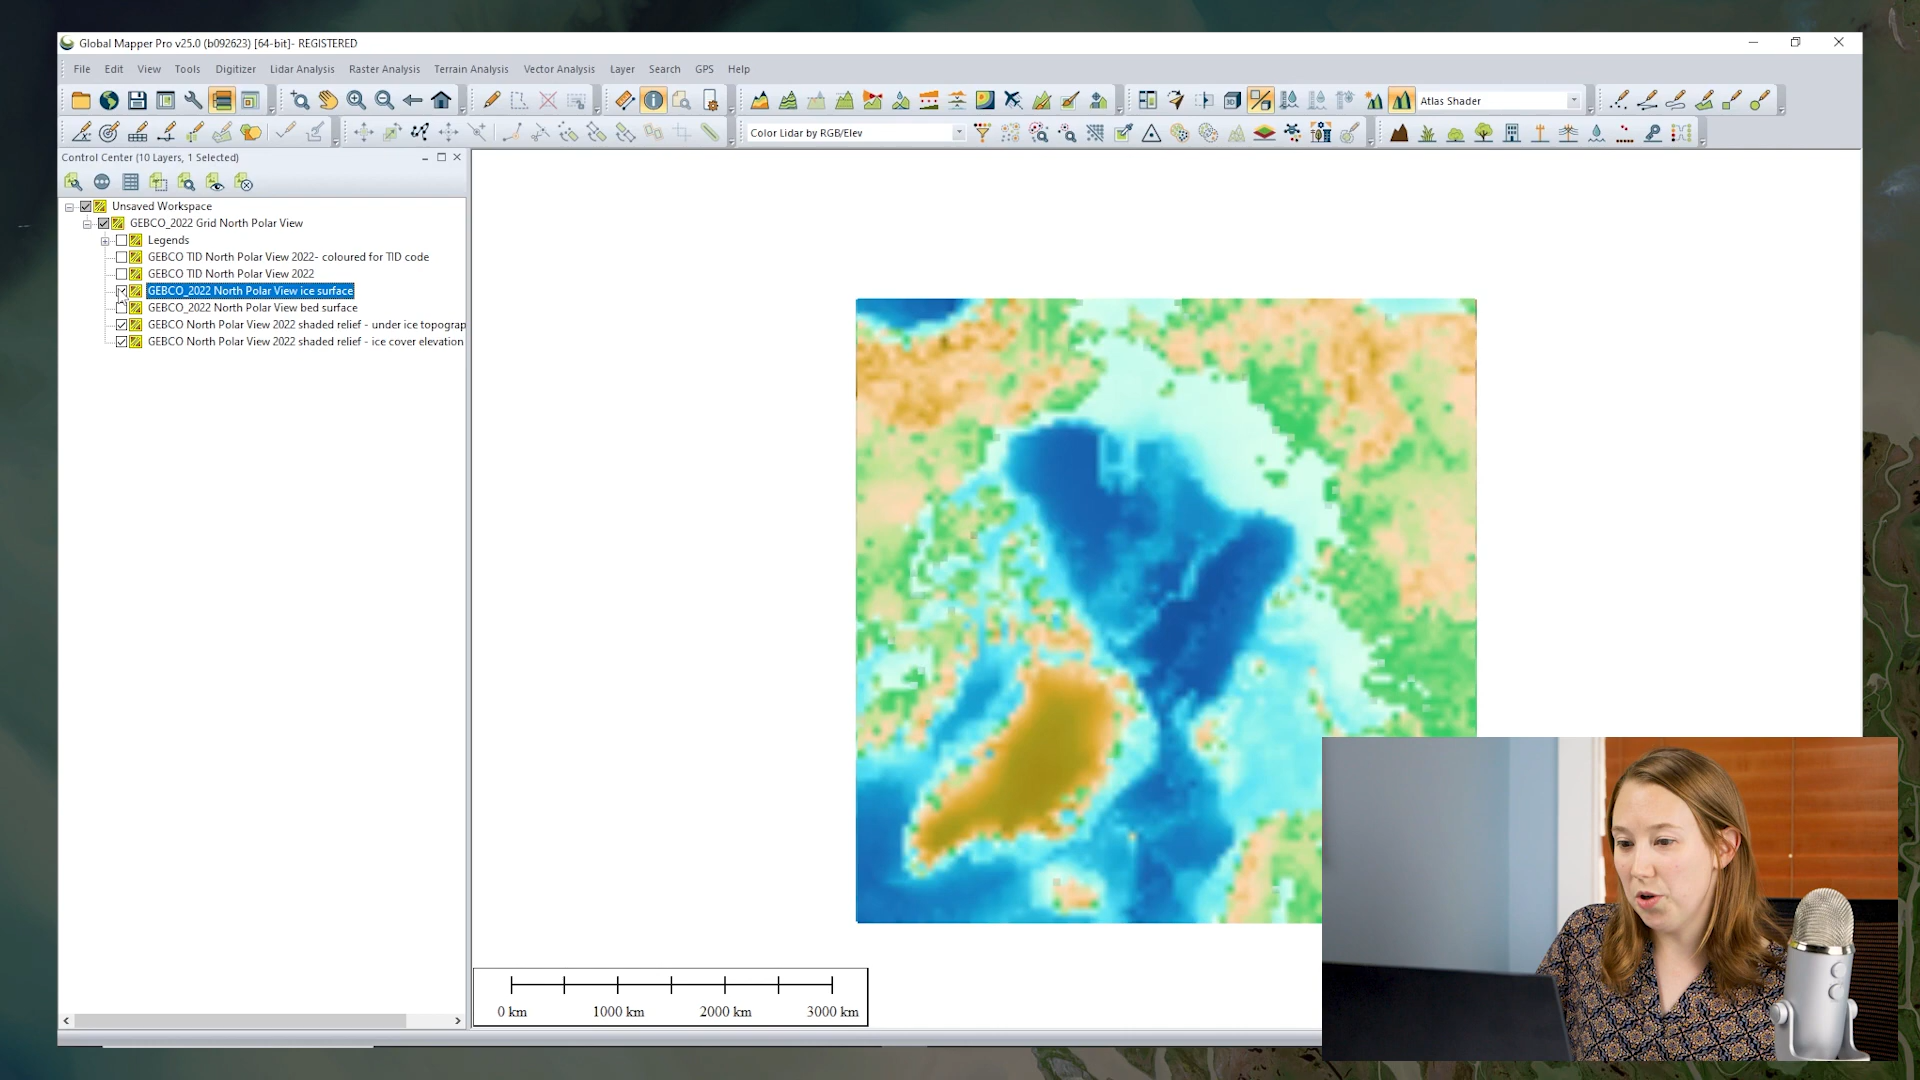 Global Mapper Pro v25.0 (b092623) [64-bit]- REGISTERED
File Edit View Tools Digitizer Lidar Analysis Raster Analysis Terrain Analysis Vector Analysis Layer Search GPS Help
Atlas Shader
Color Lidar by RGB/Elev
Control Center (10 Layers, 1 Selected)
Unsaved Workspace
GEBCO_2022 Grid North Polar View
Legends
GEBCO TID North Polar View 2022- coloured for TID code
GEBCO TID North Polar View 2022
GEBCO_2022 North Polar View ice surface
GEBCO_2022 North Polar View bed surface
GEBCO North Polar View 2022 shaded relief - under ice topograp
GEBCO North Polar View 2022 shaded relief - ice cover elevation
0 km 1000 km 2000 km 3000 km